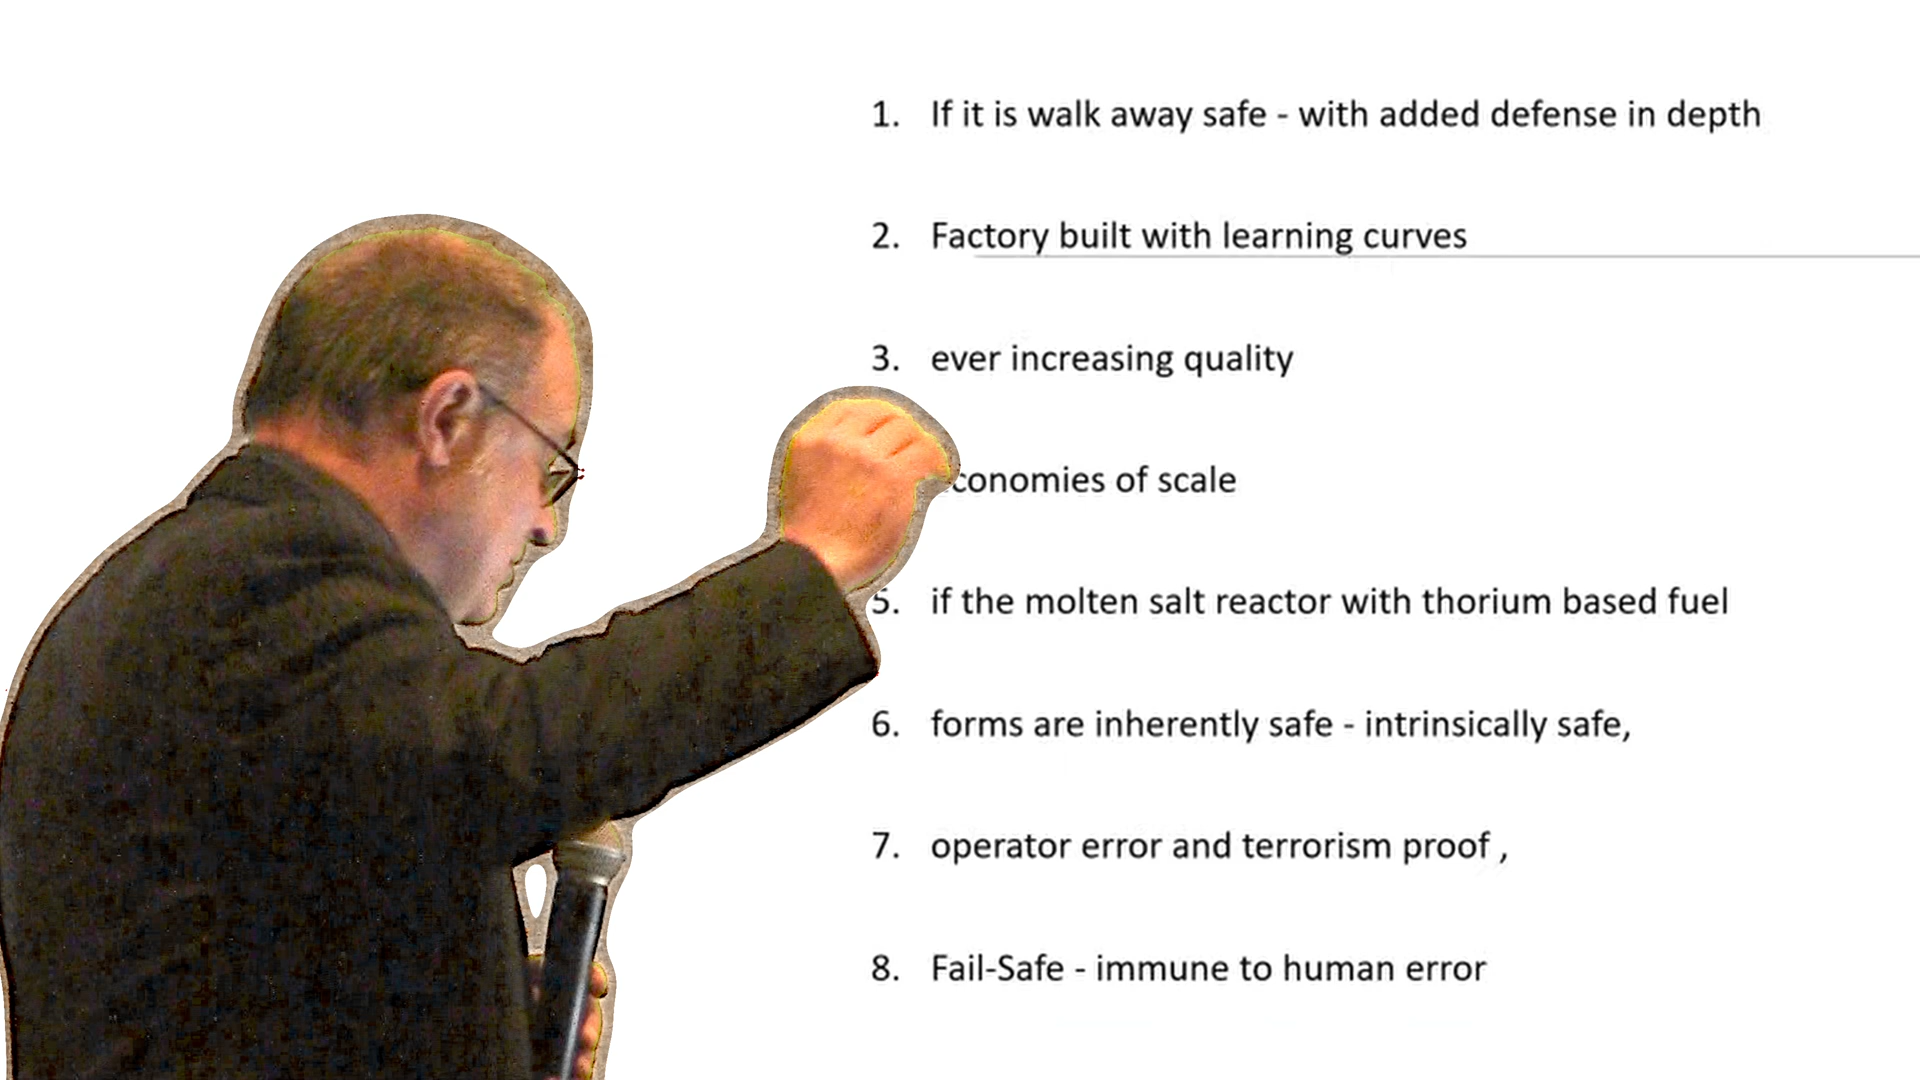 1. If it is walk away safe - with added defense in depth
2. Factory built with learning curves
3. ever increasing quality
conomies of scale
5. if the molten salt reactor with thorium based fuel
6. forms are inherently safe - intrinsically safe,
7. operator error and terrorism proof ,
8. Fail-Safe - immune to human error